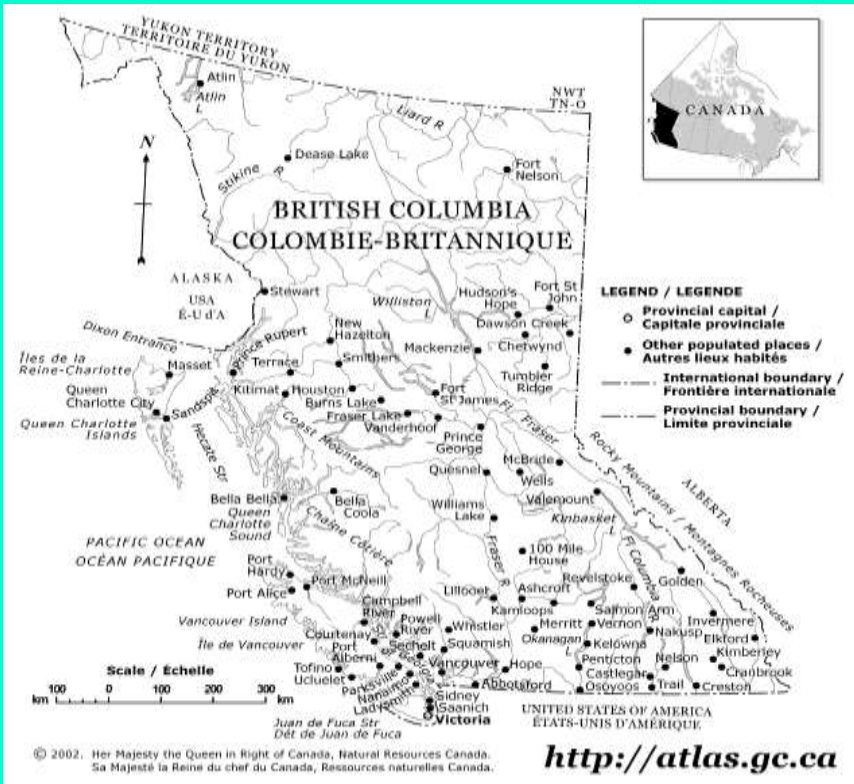 YUKON TERRITORY
TERRITOIRE DU YUKON
NWT
TN-O
CANADA
Atlin
Atlin
L
Liard R
Dease Lake
Fort
Nelson
N
Stikine
R
BRITISH COLUMBIA
COLOMBIE-BRITANNIQUE
ALASKA
USA
É-U d'A
Stewart
Williston
L
Hudson's
Hope
Fort St
John
Dawson Creek
Chetwynd
Mackenzie
Tumbler
Ridge
LEGEND / LEGENDE
Provincial capital /
Capitale provinciale
Other populated places /
Autres lieux habités
International boundary /
Frontière internationale
Provincial boundary /
Limite provinciale
Dixon Entrance
Îles de la
Reine-Charlotte
Masset
Queen
Charlotte City
Sandspit
Queen Charlotte
Islands
Hecate Str
Prince Rupert
New
Hazelton
Terrace
Smithers
Kitimat
Houston
Burns Lake
Fraser Lake
Vanderhoof
Fort
St James
Coast Mountains
Prince
George
Fl Fraser
McBride
Quesnel
Wells
Valemount
Rocky Mountains / Montagnes Rocheuses
ALBERTA
Bella Bella
Bella
Coola
Queen
Charlotte
Sound
Chaîne Côtière
Williams
Lake
Kinbasket
L
Fraser R
100 Mile
House
Fl Columbia R
PACIFIC OCEAN
OCÉAN PACIFIQUE
Port
Hardy
Port McNeill
Port Alice
Lillooet
Ashcroft
Kamloops
Revelstoke
Golden
Vancouver Island
Île de Vancouver
Campbell
River
Courtenay
Powell
River
Whistler
Merritt
Salmon Arm
Vernon
Nakusp
Invermere
Elkford
Port
Alberni
Sechelt
Squamish
Okanagan
L
Kelowna
Kimberley
Tofino
Ucluelet
Parksville
Nanaimo
Ladysmith
Vancouver
Hope
Abbotsford
Penticton
Castlegar
Osoyoos
Nelson
Trail
Cranbrook
Creston
Sidney
Saanich
Victoria
Juan de Fuca Str
Dét de Juan de Fuca
UNITED STATES OF AMERICA
ÉTATS-UNIS D'AMÉRIQUE
Scale / Échelle
km
100
0
100
200
300
km
© 2002. Her Majesty the Queen in Right of Canada, Natural Resources Canada.
Sa Majesté la Reine du chef du Canada, Ressources naturelles Canada.
http://atlas.gc.ca